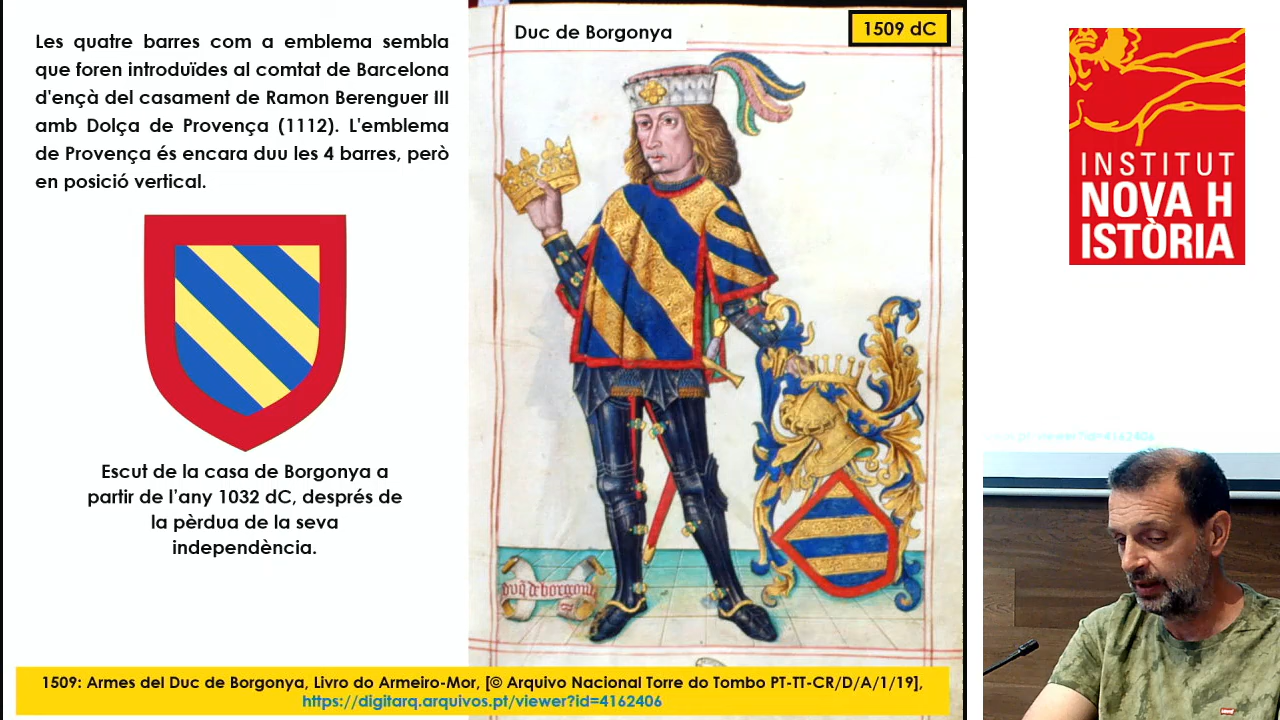 Les quatre barres com a emblema sembla
que foren introduïdes al comtat de Barcelona
d'ençà del casament de Ramon Berenguer III
amb Dolça de Provença (1112). L'emblema
de Provença és encara duu les 4 barres, però
en posició vertical.
Escut de la casa de Borgonya a
partir de l'any 1032 dC, després de
la pèrdua de la seva
independència.
Duc de Borgonya
1509 dC
duq de borgonha
1509: Armes del Duc de Borgonya, Livro do Armeiro-Mor, [© Arquivo Nacional Torre do Tombo PT-TT-CR/D/A/1/19],
https://digitarq.arquivos.pt/viewer?id=4162406
INSTITUT
NOVA H
ISTÒRIA